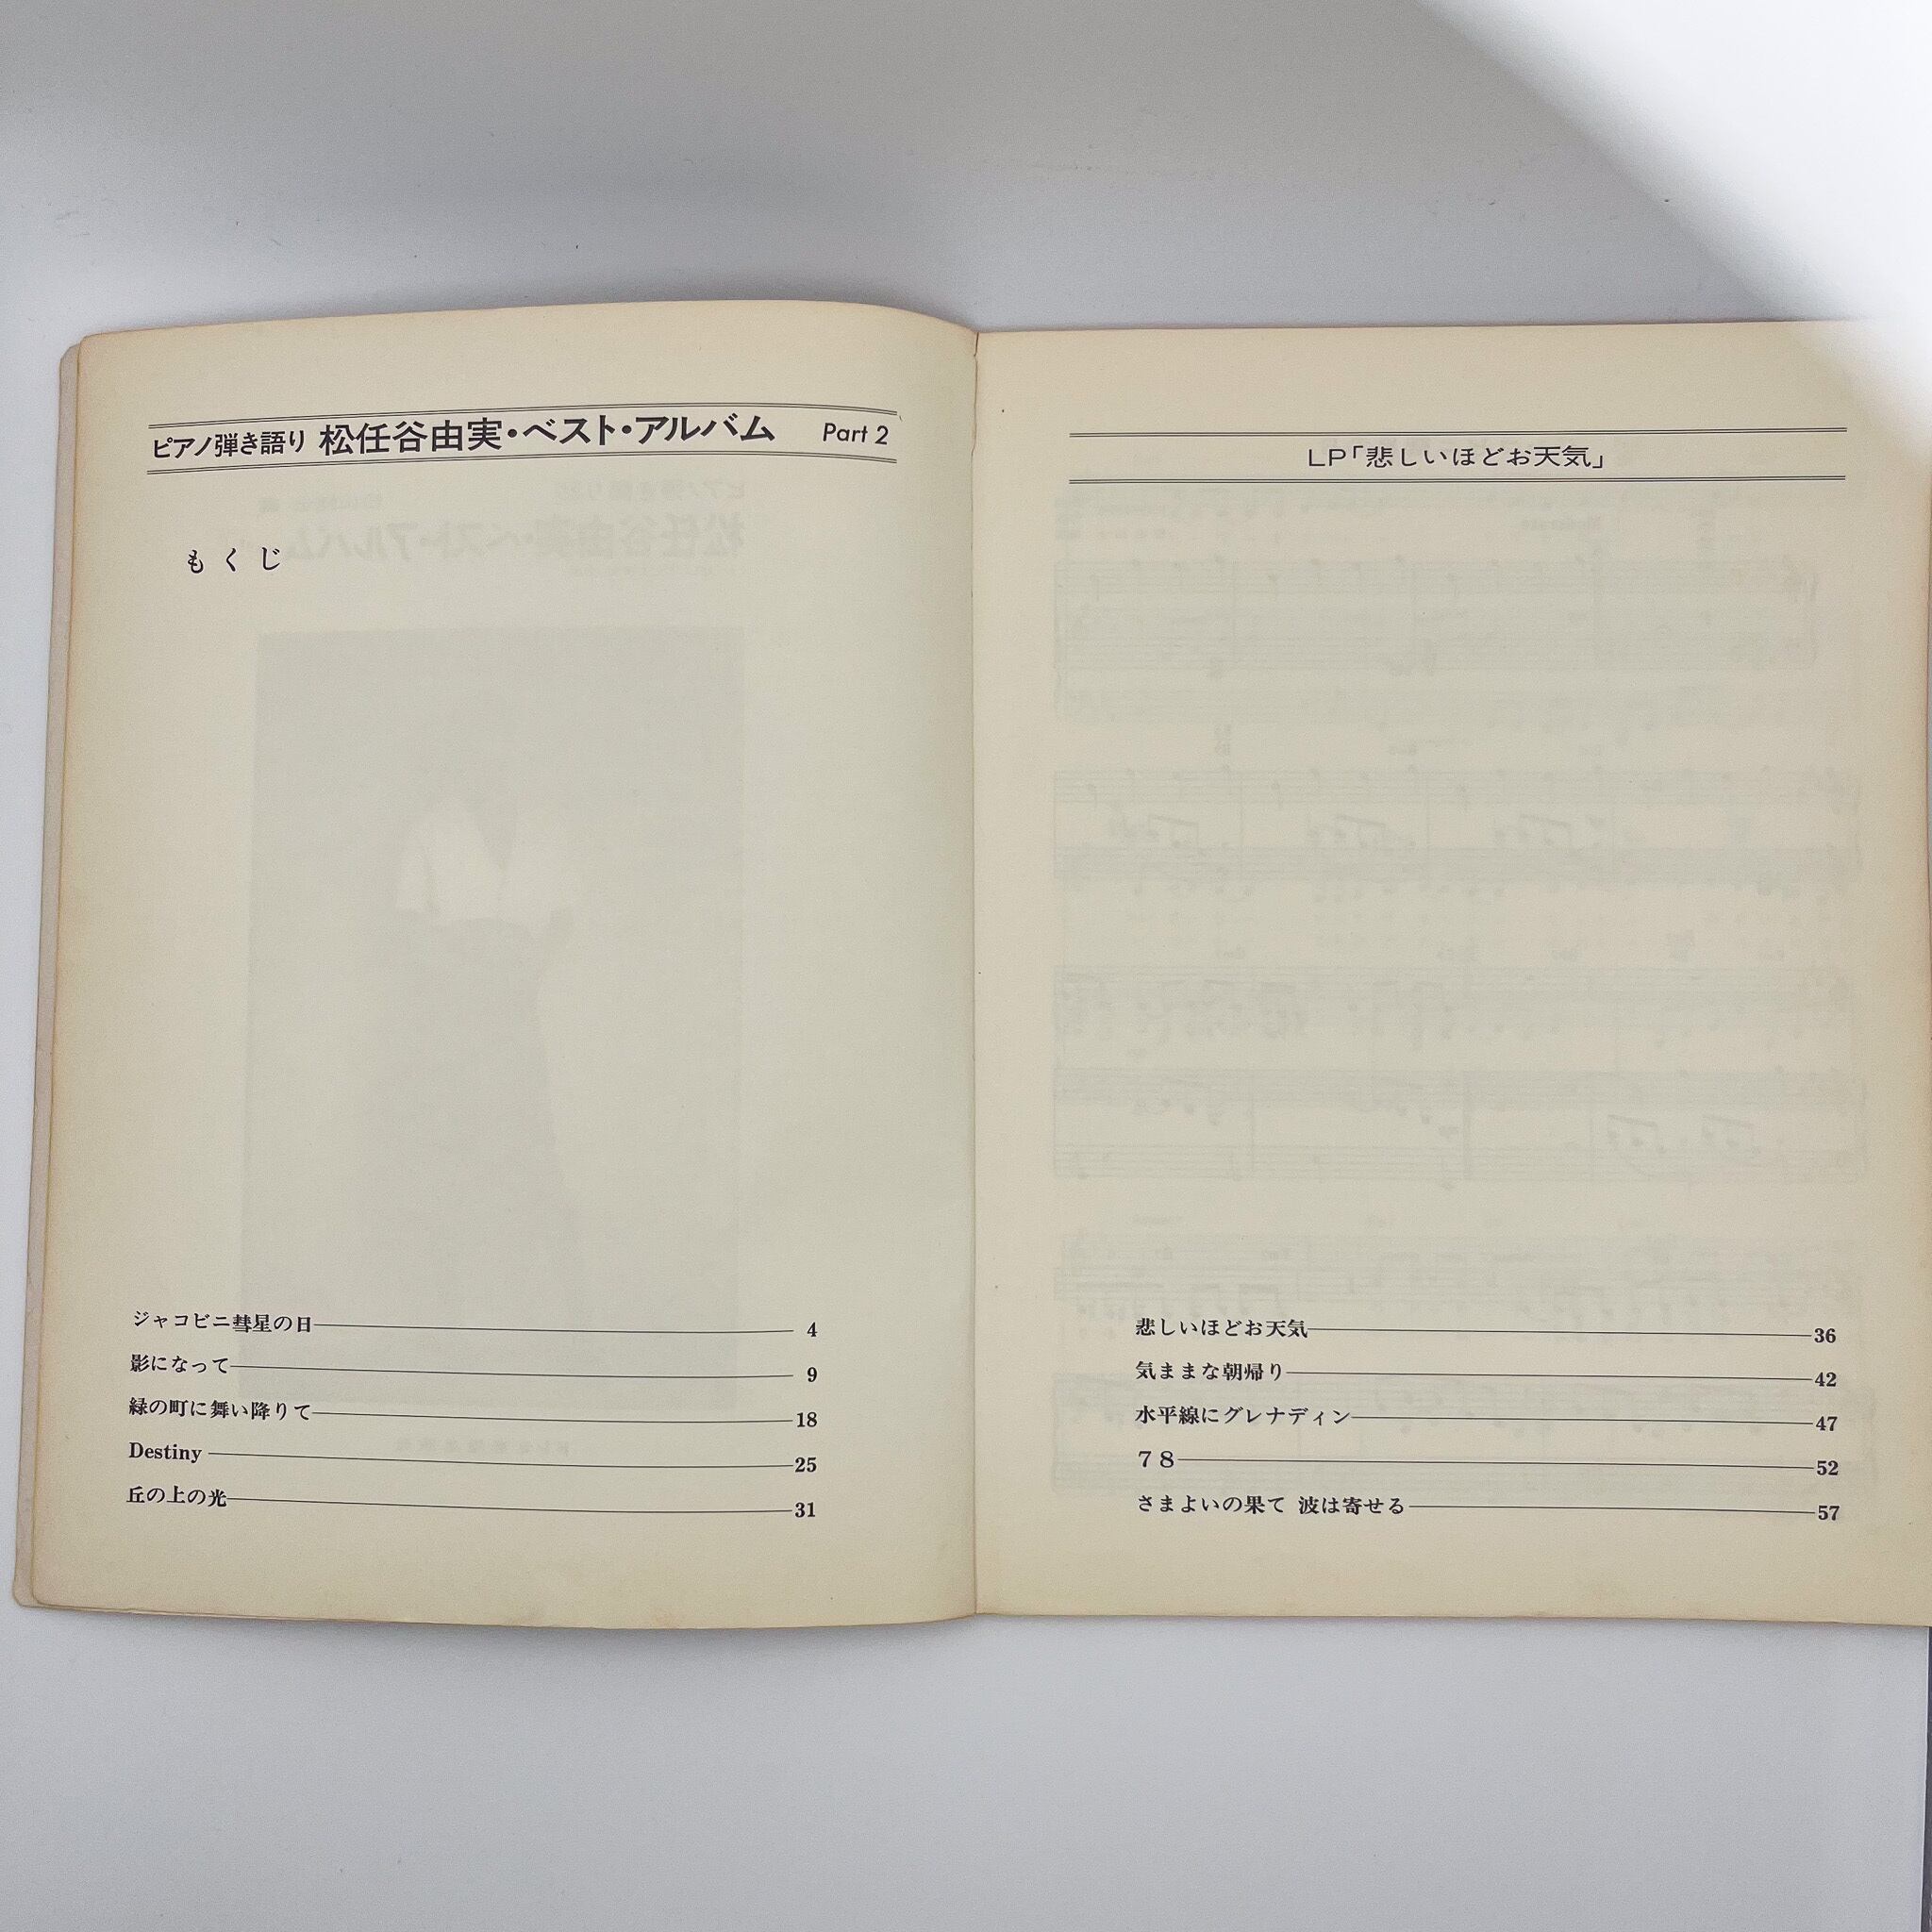 ピアノ弾き語り 松任谷由実・ベスト・アルバム Part 2
もくじ
ジャコビニ彗星の日 4
影になって 9
緑の町に舞い降りて 18
Destiny 25
丘の上の光 31
LP「悲しいほどお天気」
悲しいほどお天気 36
気ままな朝帰り 42
水平線にグレナディン 47
７８ 52
さまよいの果て 波は寄せる 57